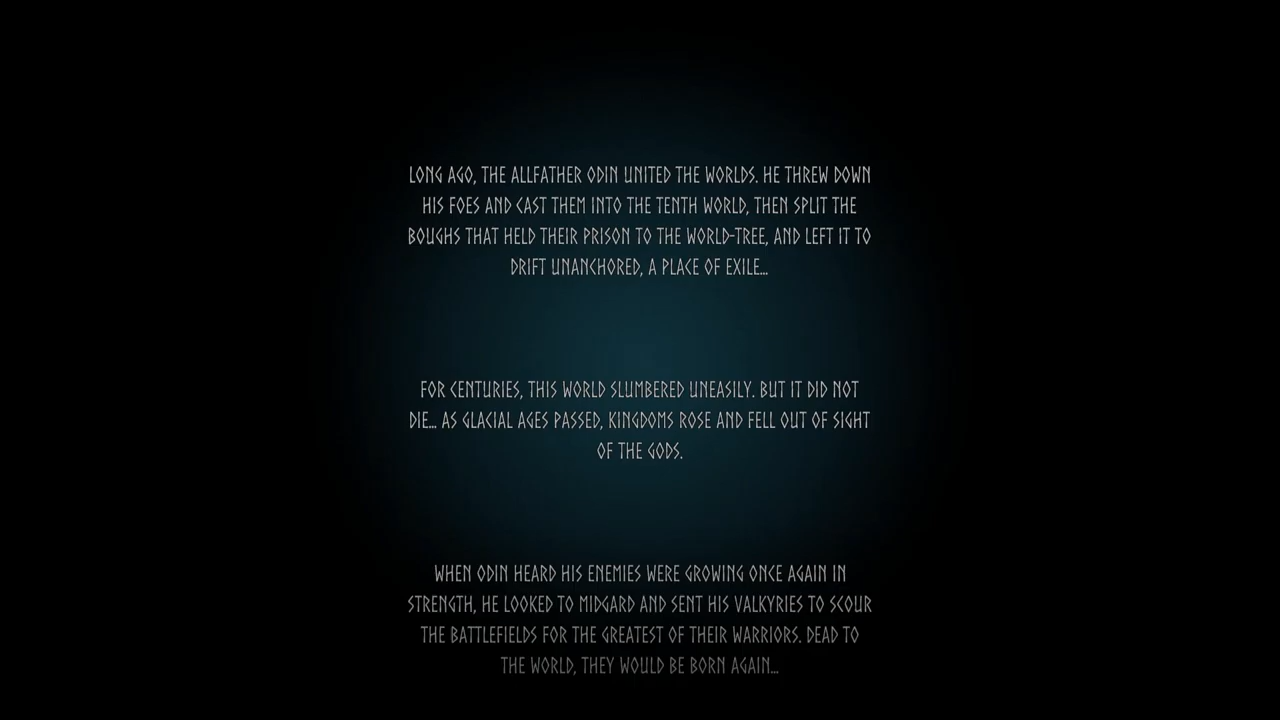 LONG AGO, THE ALLFATHER ODIN UNITED THE WORLDS. HE THREW DOWN
HIS FOES AND CAST THEM INTO THE TENTH WORLD, THEN SPLIT THE
BOUGHS THAT HELD THEIR PRISON TO THE WORLD-TREE, AND LEFT IT TO
DRIFT UNANCHORED, A PLACE OF EXILE...
FOR CENTURIES, THIS WORLD SLUMBERED UNEASILY. BUT IT DID NOT
DIE... AS GLACIAL AGES PASSED, KINGDOMS ROSE AND FELL OUT OF SIGHT
OF THE GODS.
WHEN ODIN HEARD HIS ENEMIES WERE GROWING ONCE AGAIN IN
STRENGTH, HE LOOKED TO MIDGARD AND SENT HIS VALKYRIES TO SCOUR
THE BATTLEFIELDS FOR THE GREATEST OF THEIR WARRIORS. DEAD TO
THE WORLD, THEY WOULD BE BORN AGAIN...